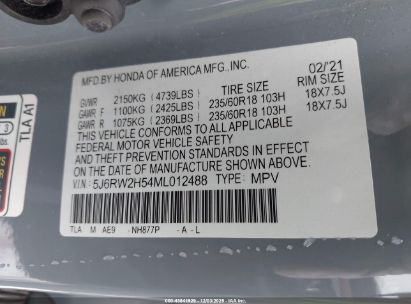 MFD.BY HONDA OF AMERICA MFG.,INC. 02/'21
TIRE SIZE RIM SIZE
GVWR 2150KG (4739LBS)
GAWR F 1100KG (2425LBS) 235/60R18 103H 18X7.5J
GAWR R 1075KG (2369LBS) 235/60R18 103H 18X7.5J
THIS VEHICLE CONFORMS TO ALL APPLICABLE
FEDERAL MOTOR VEHICLE SAFETY
AND THEFT PREVENTION STANDARDS IN EFFECT
ON THE DATE OF MANUFACTURE SHOWN ABOVE.
V.I.N.: 5J6RW2H54ML012488 TYPE: MPV
TLA M AE9 - NH877P - A - L
TLA A1